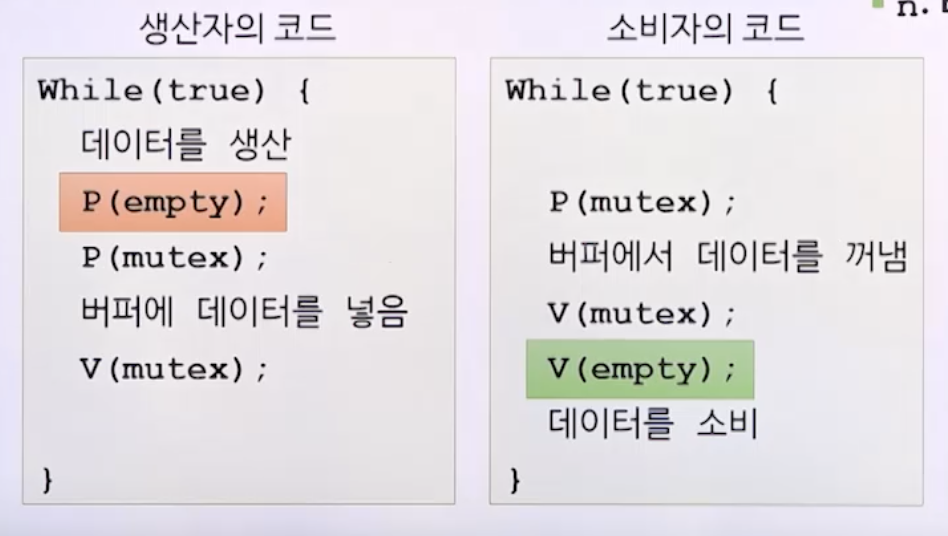 생산자의 코드
While(true) {
데이터를 생산
P(empty);
P(mutex);
버퍼에 데이터를 넣음
V(mutex);
}
소비자의 코드
While(true) {
P(mutex);
버퍼에서 데이터를 꺼냄
V(mutex);
V(empty);
데이터를 소비
}
n.